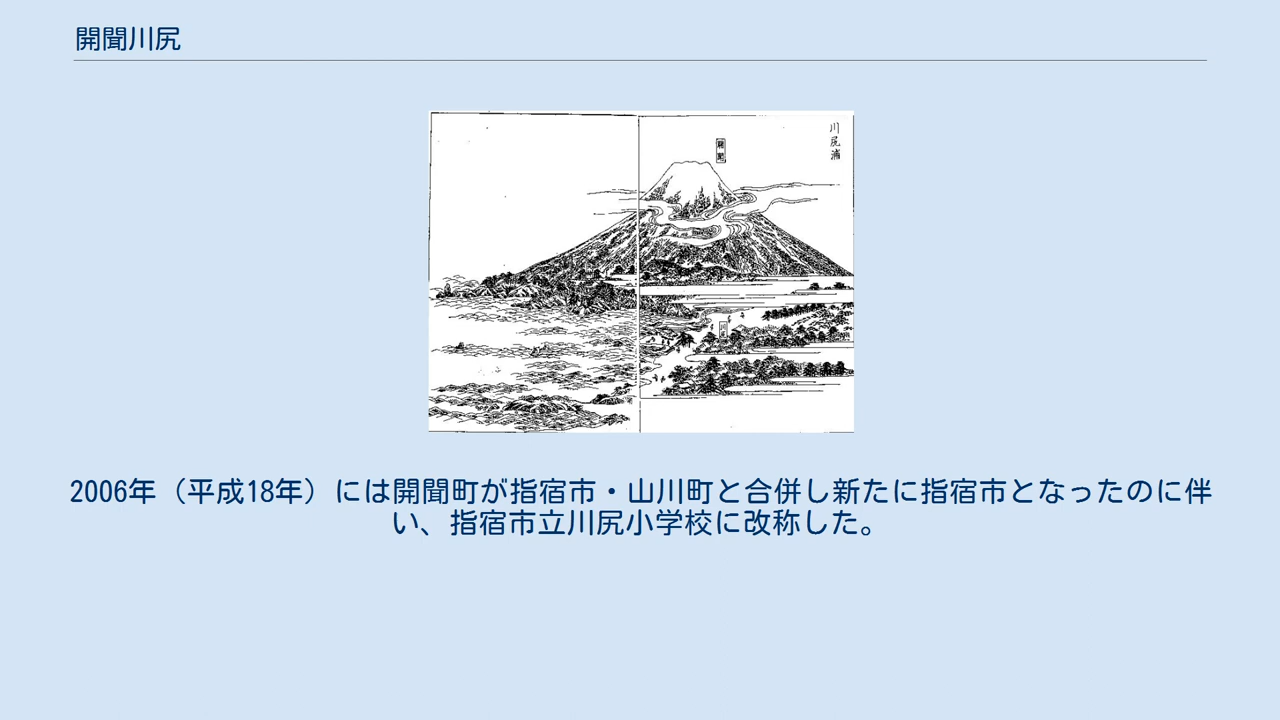 開聞川尻
川尻浦
開聞
2006年（平成18年）には開聞町が指宿市・山川町と合併し新たに指宿市となったのに伴
い、指宿市立川尻小学校に改称した。